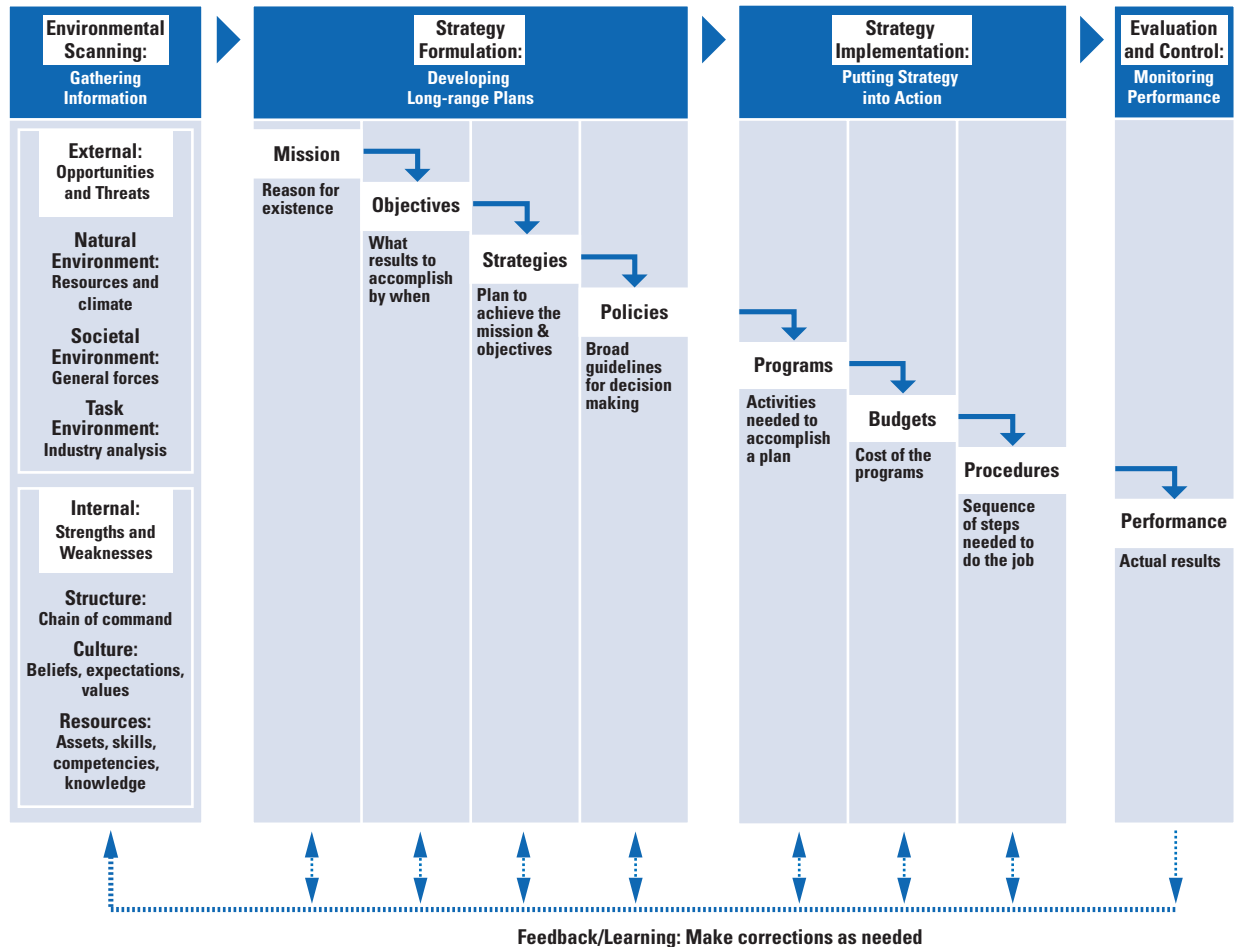 Environmental
Scanning:
Gathering
Information
Strategy
Formulation:
Developing
Long-range Plans
Strategy
Implementation:
Putting Strategy
into Action
Evaluation
and Control:
Monitoring
Performance
External:
Opportunities
and Threats
Natural
Environment:
Resources and
climate
Societal
Environment:
General forces
Task
Environment:
Industry analysis
Internal:
Strengths and
Weaknesses
Structure:
Chain of command
Culture:
Beliefs, expectations,
values
Resources:
Assets, skills,
competencies,
knowledge
Mission
Reason for
existence
Objectives
What
results to
accomplish
by when
Strategies
Plan to
achieve the
mission &
objectives
Policies
Broad
guidelines
for decision
making
Programs
Activities
needed to
accomplish
a plan
Budgets
Cost of the
programs
Procedures
Sequence
of steps
needed to
do the job
Performance
Actual results
Feedback/Learning: Make corrections as needed